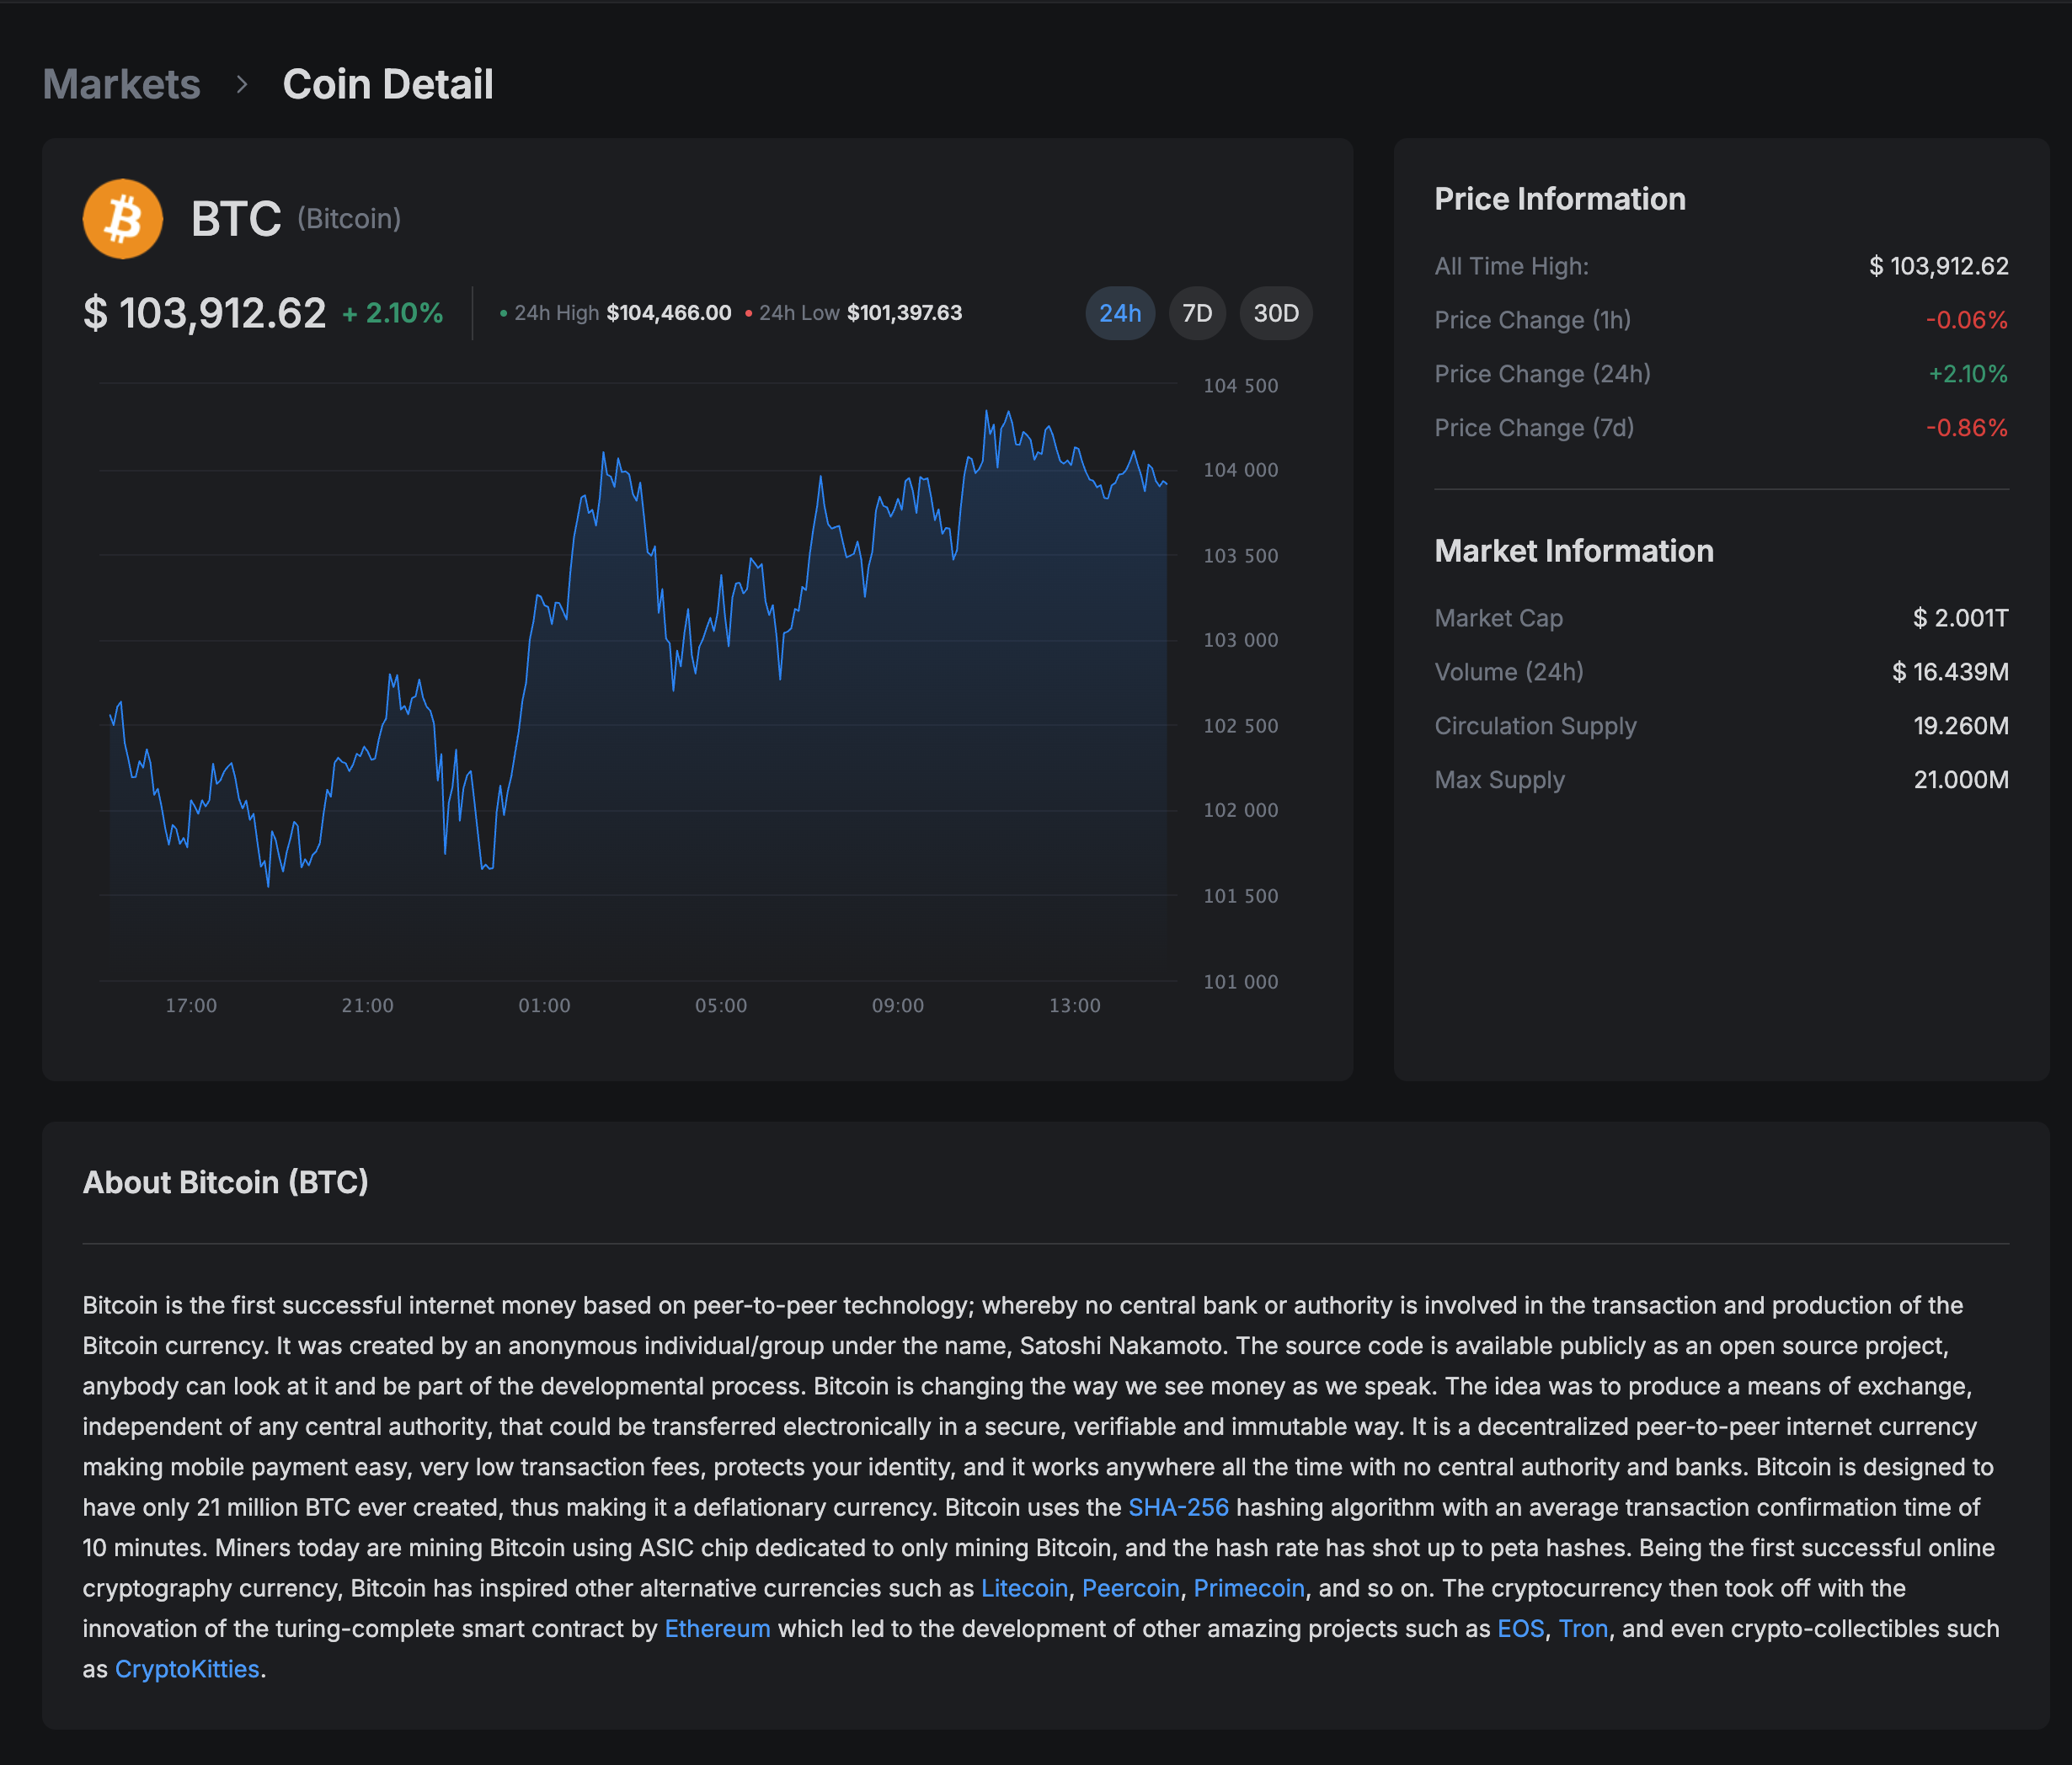 Markets > Coin Detail
BTC (Bitcoin)
$ 103,912.62 + 2.10% • 24h High $104,466.00 • 24h Low $101,397.63 24h 7D 30D
104 500
104 000
103 500
103 000
102 500
102 000
101 500
101 000
17:00 21:00 01:00 05:00 09:00 13:00
Price Information
All Time High: $ 103,912.62
Price Change (1h) -0.06%
Price Change (24h) +2.10%
Price Change (7d) -0.86%
Market Information
Market Cap $ 2.001T
Volume (24h) $ 16.439M
Circulation Supply 19.260M
Max Supply 21.000M
About Bitcoin (BTC)
Bitcoin is the first successful internet money based on peer-to-peer technology; whereby no central bank or authority is involved in the transaction and production of the
Bitcoin currency. It was created by an anonymous individual/group under the name, Satoshi Nakamoto. The source code is available publicly as an open source project,
anybody can look at it and be part of the developmental process. Bitcoin is changing the way we see money as we speak. The idea was to produce a means of exchange,
independent of any central authority, that could be transferred electronically in a secure, verifiable and immutable way. It is a decentralized peer-to-peer internet currency
making mobile payment easy, very low transaction fees, protects your identity, and it works anywhere all the time with no central authority and banks. Bitcoin is designed to
have only 21 million BTC ever created, thus making it a deflationary currency. Bitcoin uses the SHA-256 hashing algorithm with an average transaction confirmation time of
10 minutes. Miners today are mining Bitcoin using ASIC chip dedicated to only mining Bitcoin, and the hash rate has shot up to peta hashes. Being the first successful online
cryptography currency, Bitcoin has inspired other alternative currencies such as Litecoin, Peercoin, Primecoin, and so on. The cryptocurrency then took off with the
innovation of the turing-complete smart contract by Ethereum which led to the development of other amazing projects such as EOS, Tron, and even crypto-collectibles such
as CryptoKitties.